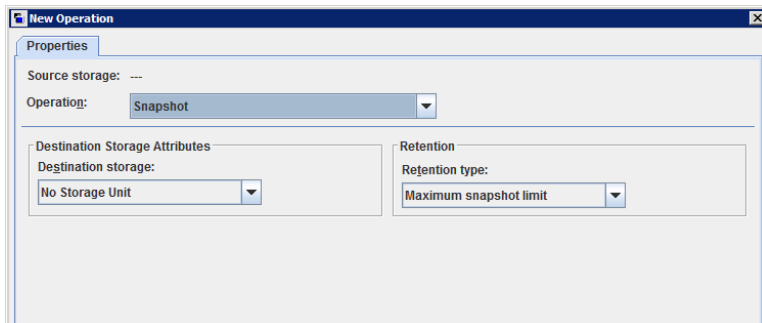 New Operation
Properties
Source storage: ---
Operation: Snapshot
Destination Storage Attributes
Destination storage:
No Storage Unit
Retention
Retention type:
Maximum snapshot limit